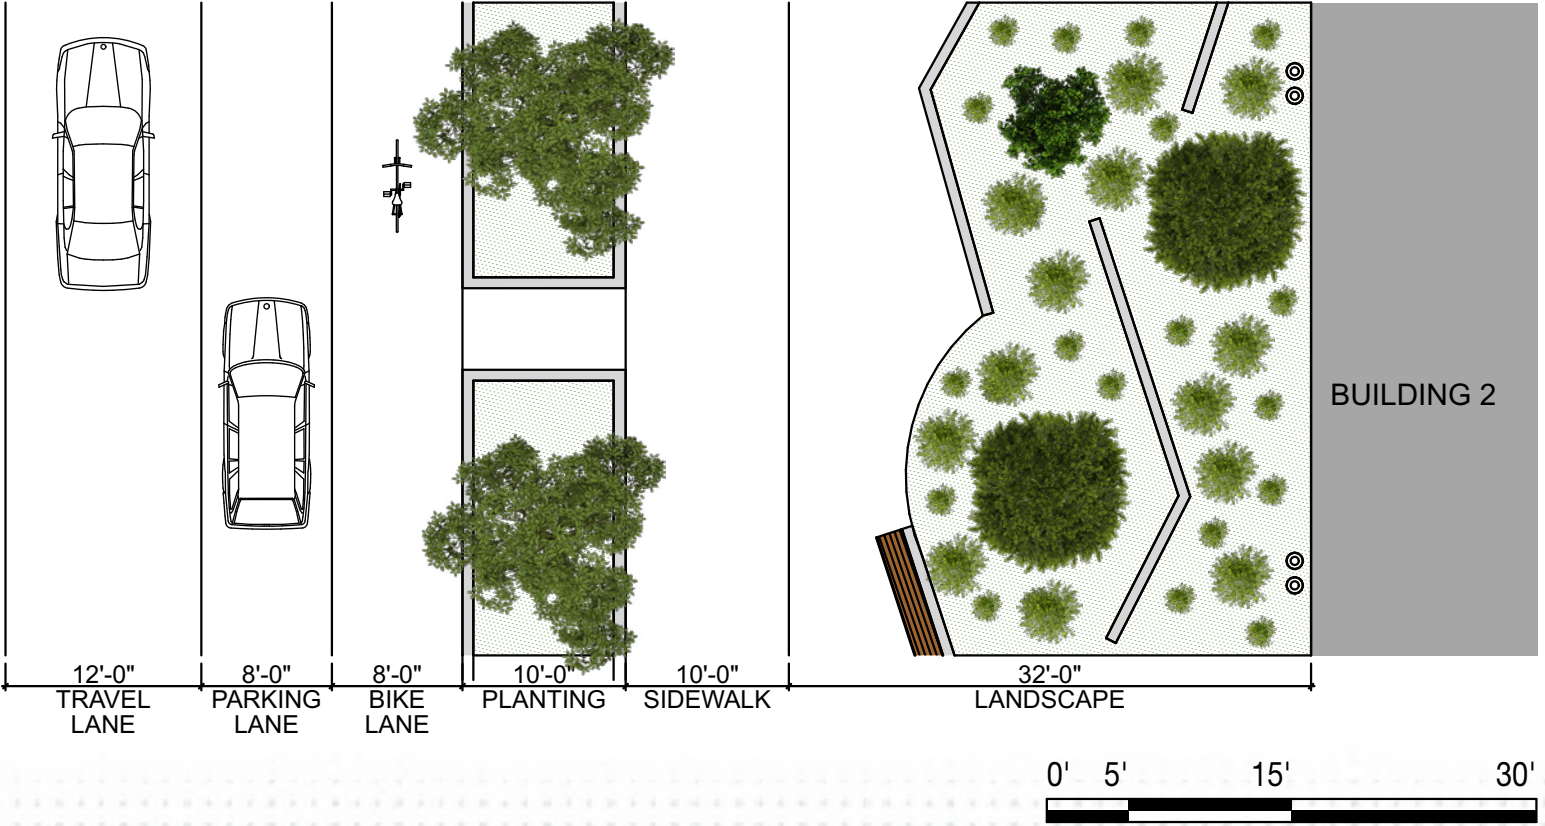 BUILDING 2
12'-0" 8'-0" 8'-0" 10'-0" 10'-0" 32'-0"
TRAVEL PARKING BIKE PLANTING SIDEWALK LANDSCAPE
LANE LANE LANE
0' 5' 15' 30'